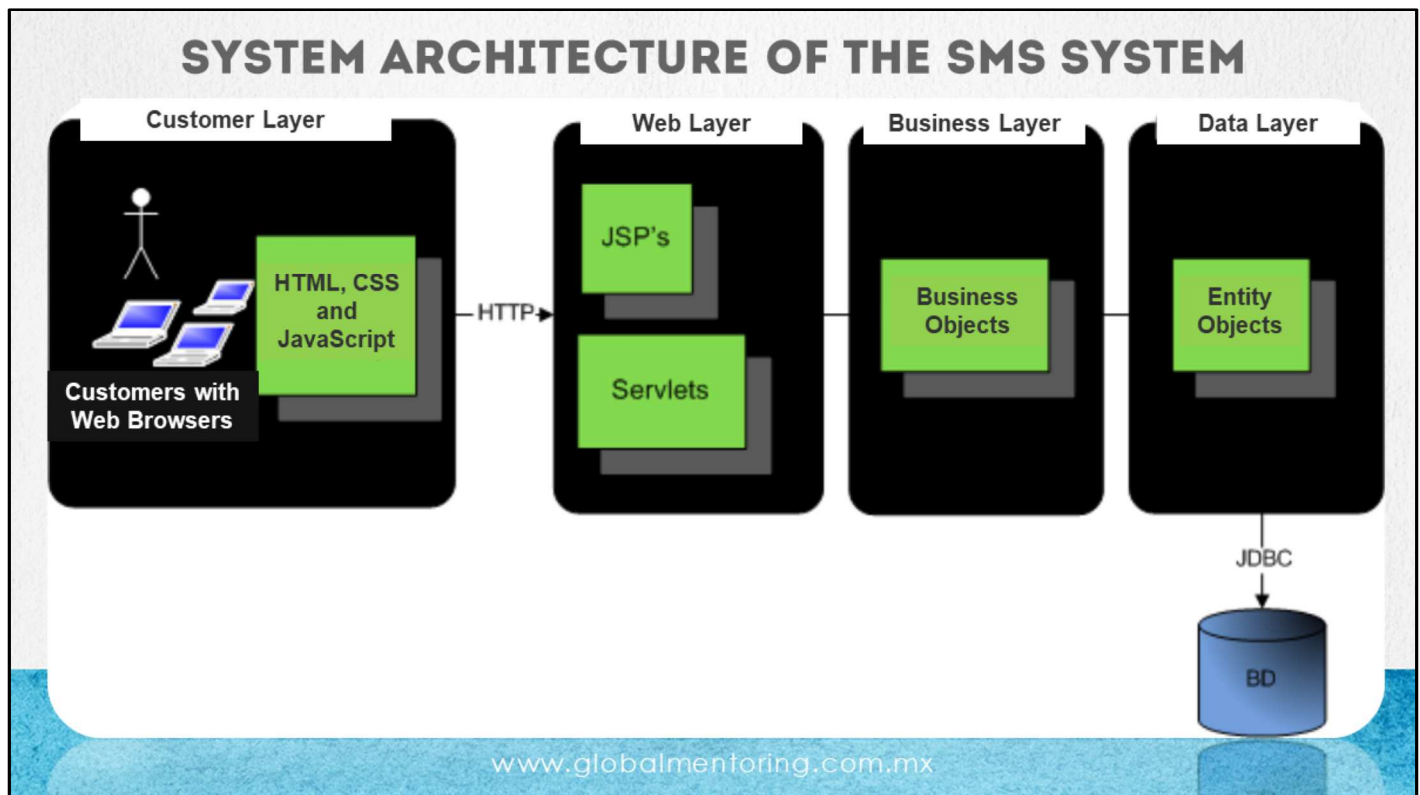 SYSTEM ARCHITECTURE OF THE SMS SYSTEM
Customer Layer
HTML, CSS
and
JavaScript
Customers with
Web Browsers
HTTP
Web Layer
JSP's
Servlets
Business Layer
Business
Objects
Data Layer
Entity
Objects
JDBC
BD
www.globalmentoring.com.mx